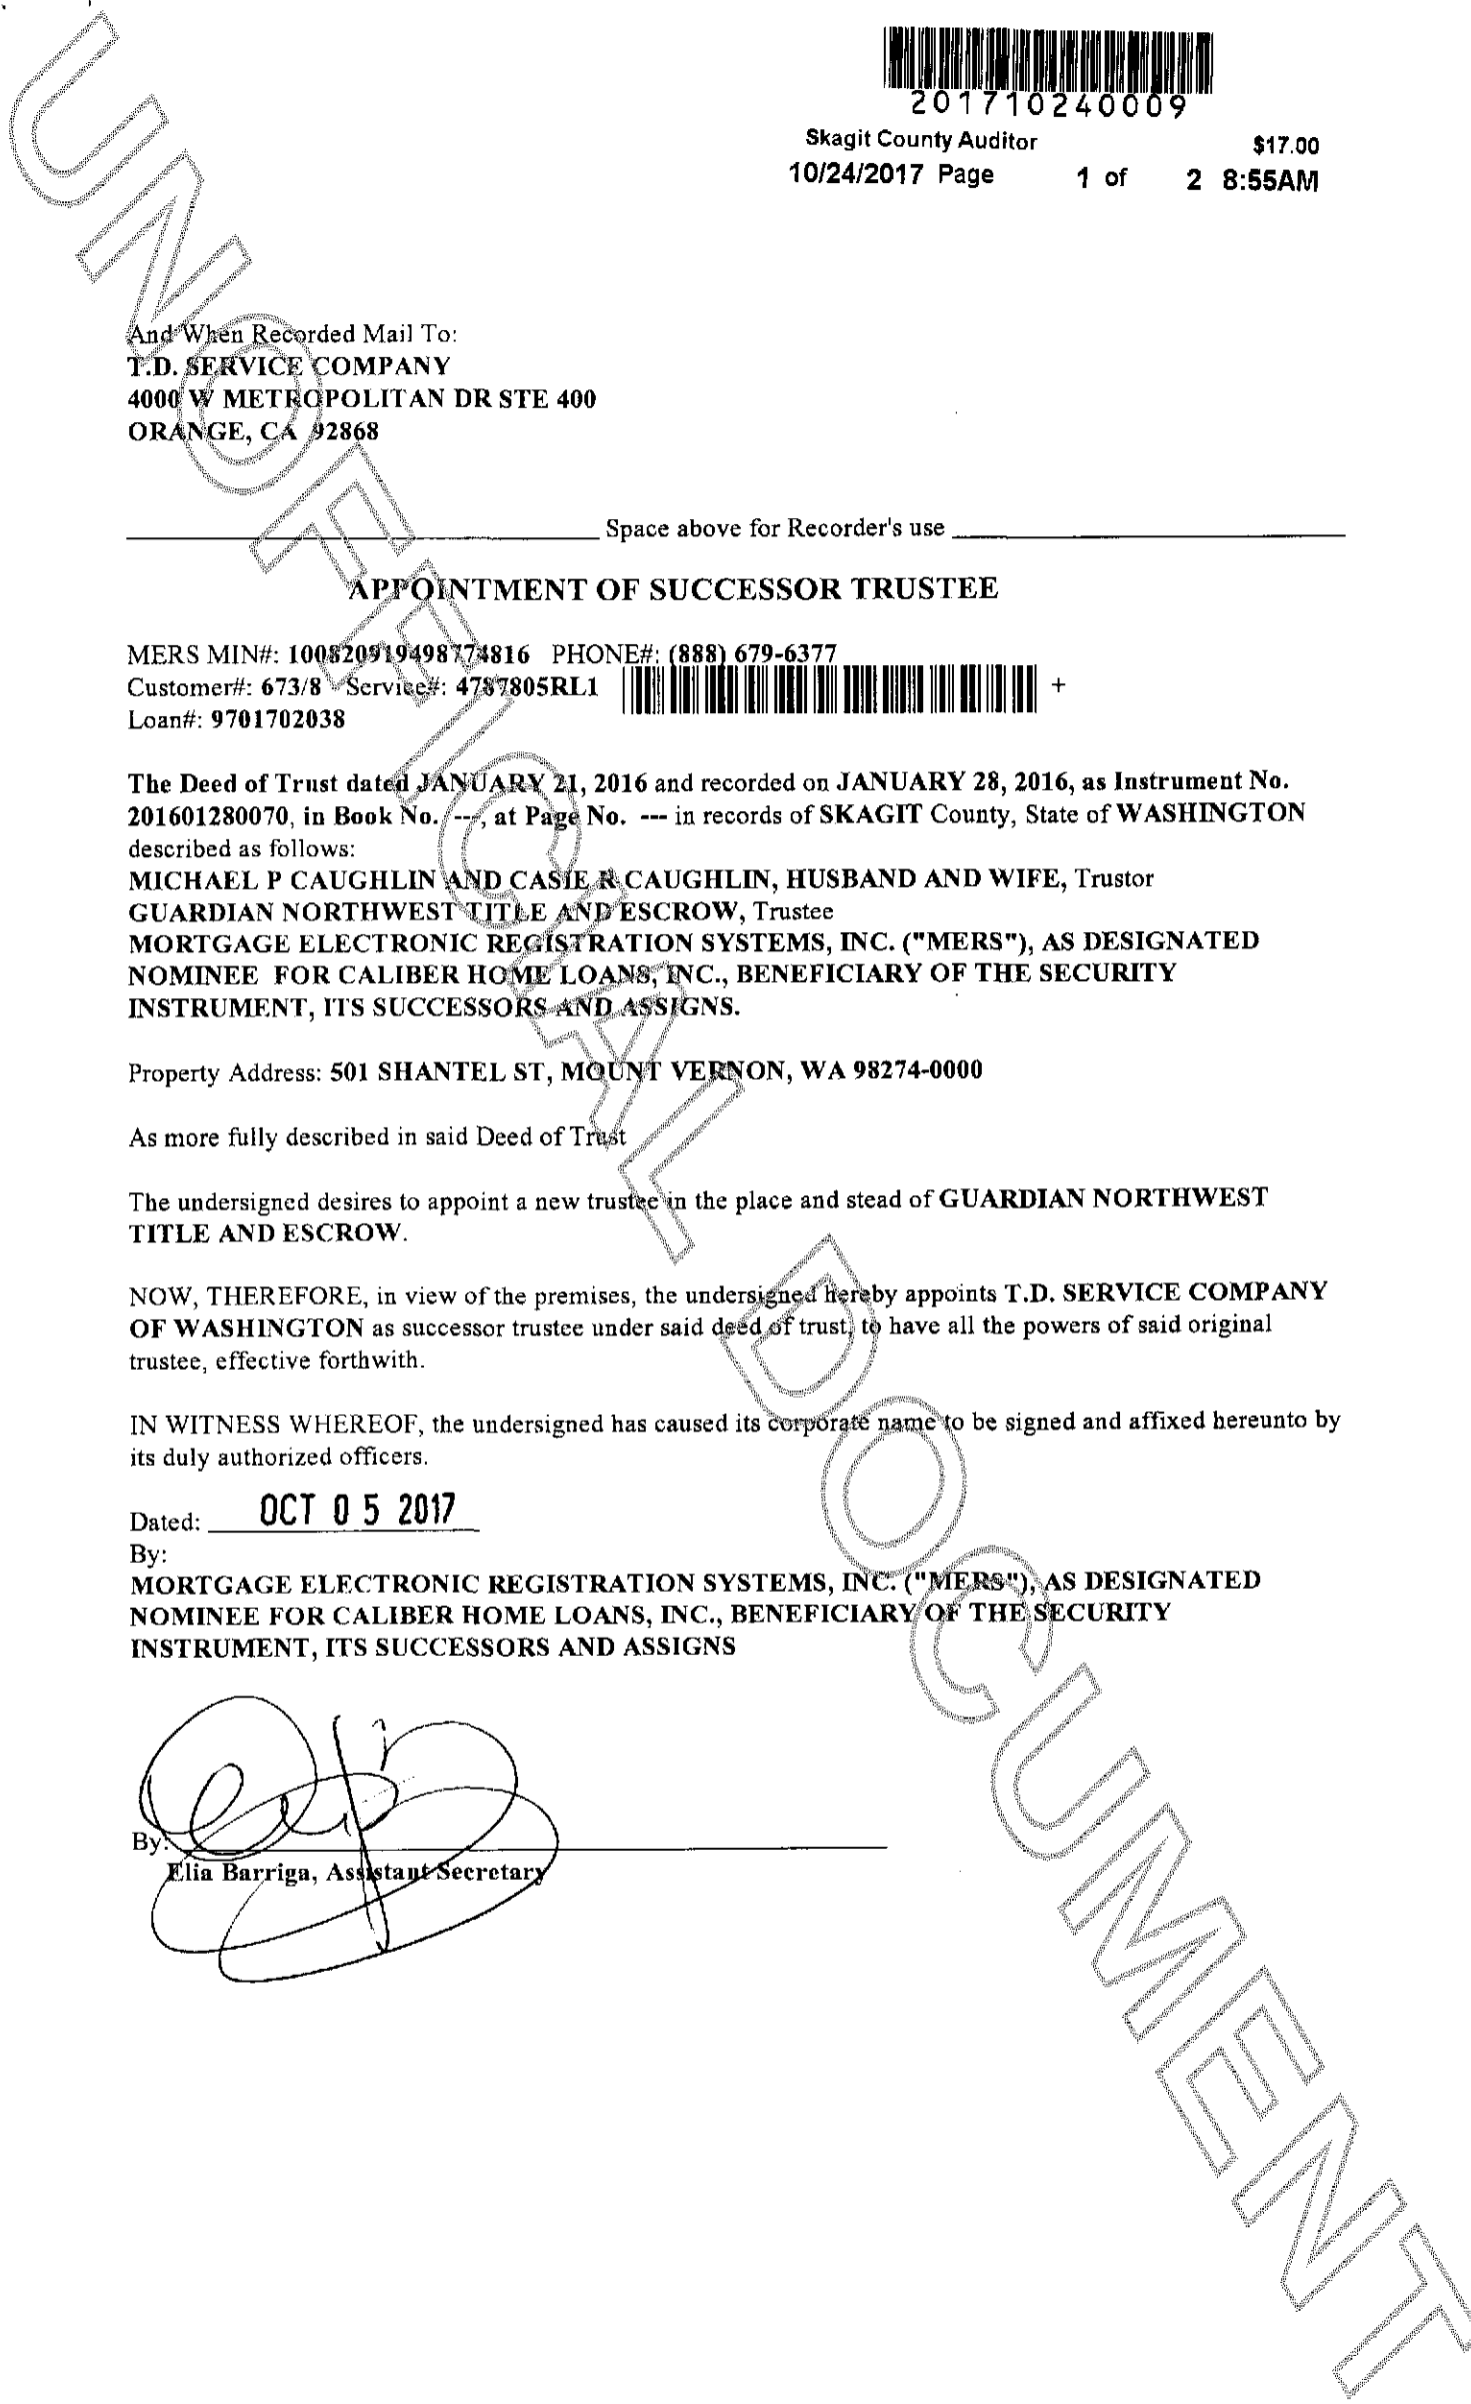 201710240009
Skagit County Auditor $17.00
10/24/2017 Page 1 of 2 8:55AM
And When Recorded Mail To:
T.D. SERVICE COMPANY
4000 W METROPOLITAN DR STE 400
ORANGE, CA 92868
Space above for Recorder's use
APPOINTMENT OF SUCCESSOR TRUSTEE
MERS MIN#: 100820919498774816 PHONE#: (888) 679-6377
Customer#: 673/8 Service#: 4787805RL1 +
Loan#: 9701702038
The Deed of Trust dated JANUARY 21, 2016 and recorded on JANUARY 28, 2016, as Instrument No.
201601280070, in Book No. ---, at Page No. --- in records of SKAGIT County, State of WASHINGTON
described as follows:
MICHAEL P CAUGHLIN AND CASIE R CAUGHLIN, HUSBAND AND WIFE, Trustor
GUARDIAN NORTHWEST TITLE AND ESCROW, Trustee
MORTGAGE ELECTRONIC REGISTRATION SYSTEMS, INC. ("MERS"), AS DESIGNATED
NOMINEE FOR CALIBER HOME LOANS, INC., BENEFICIARY OF THE SECURITY
INSTRUMENT, ITS SUCCESSORS AND ASSIGNS.
Property Address: 501 SHANTEL ST, MOUNT VERNON, WA 98274-0000
As more fully described in said Deed of Trust
The undersigned desires to appoint a new trustee in the place and stead of GUARDIAN NORTHWEST
TITLE AND ESCROW.
NOW, THEREFORE, in view of the premises, the undersigned hereby appoints T.D. SERVICE COMPANY
OF WASHINGTON as successor trustee under said deed of trust, to have all the powers of said original
trustee, effective forthwith.
IN WITNESS WHEREOF, the undersigned has caused its corporate name to be signed and affixed hereunto by
its duly authorized officers.
Dated: OCT 05 2017
By:
MORTGAGE ELECTRONIC REGISTRATION SYSTEMS, INC. ("MERS"), AS DESIGNATED
NOMINEE FOR CALIBER HOME LOANS, INC., BENEFICIARY OF THE SECURITY
INSTRUMENT, ITS SUCCESSORS AND ASSIGNS
By:
Elia Barriga, Assistant Secretary
UNOFFICIAL DOCUMENT